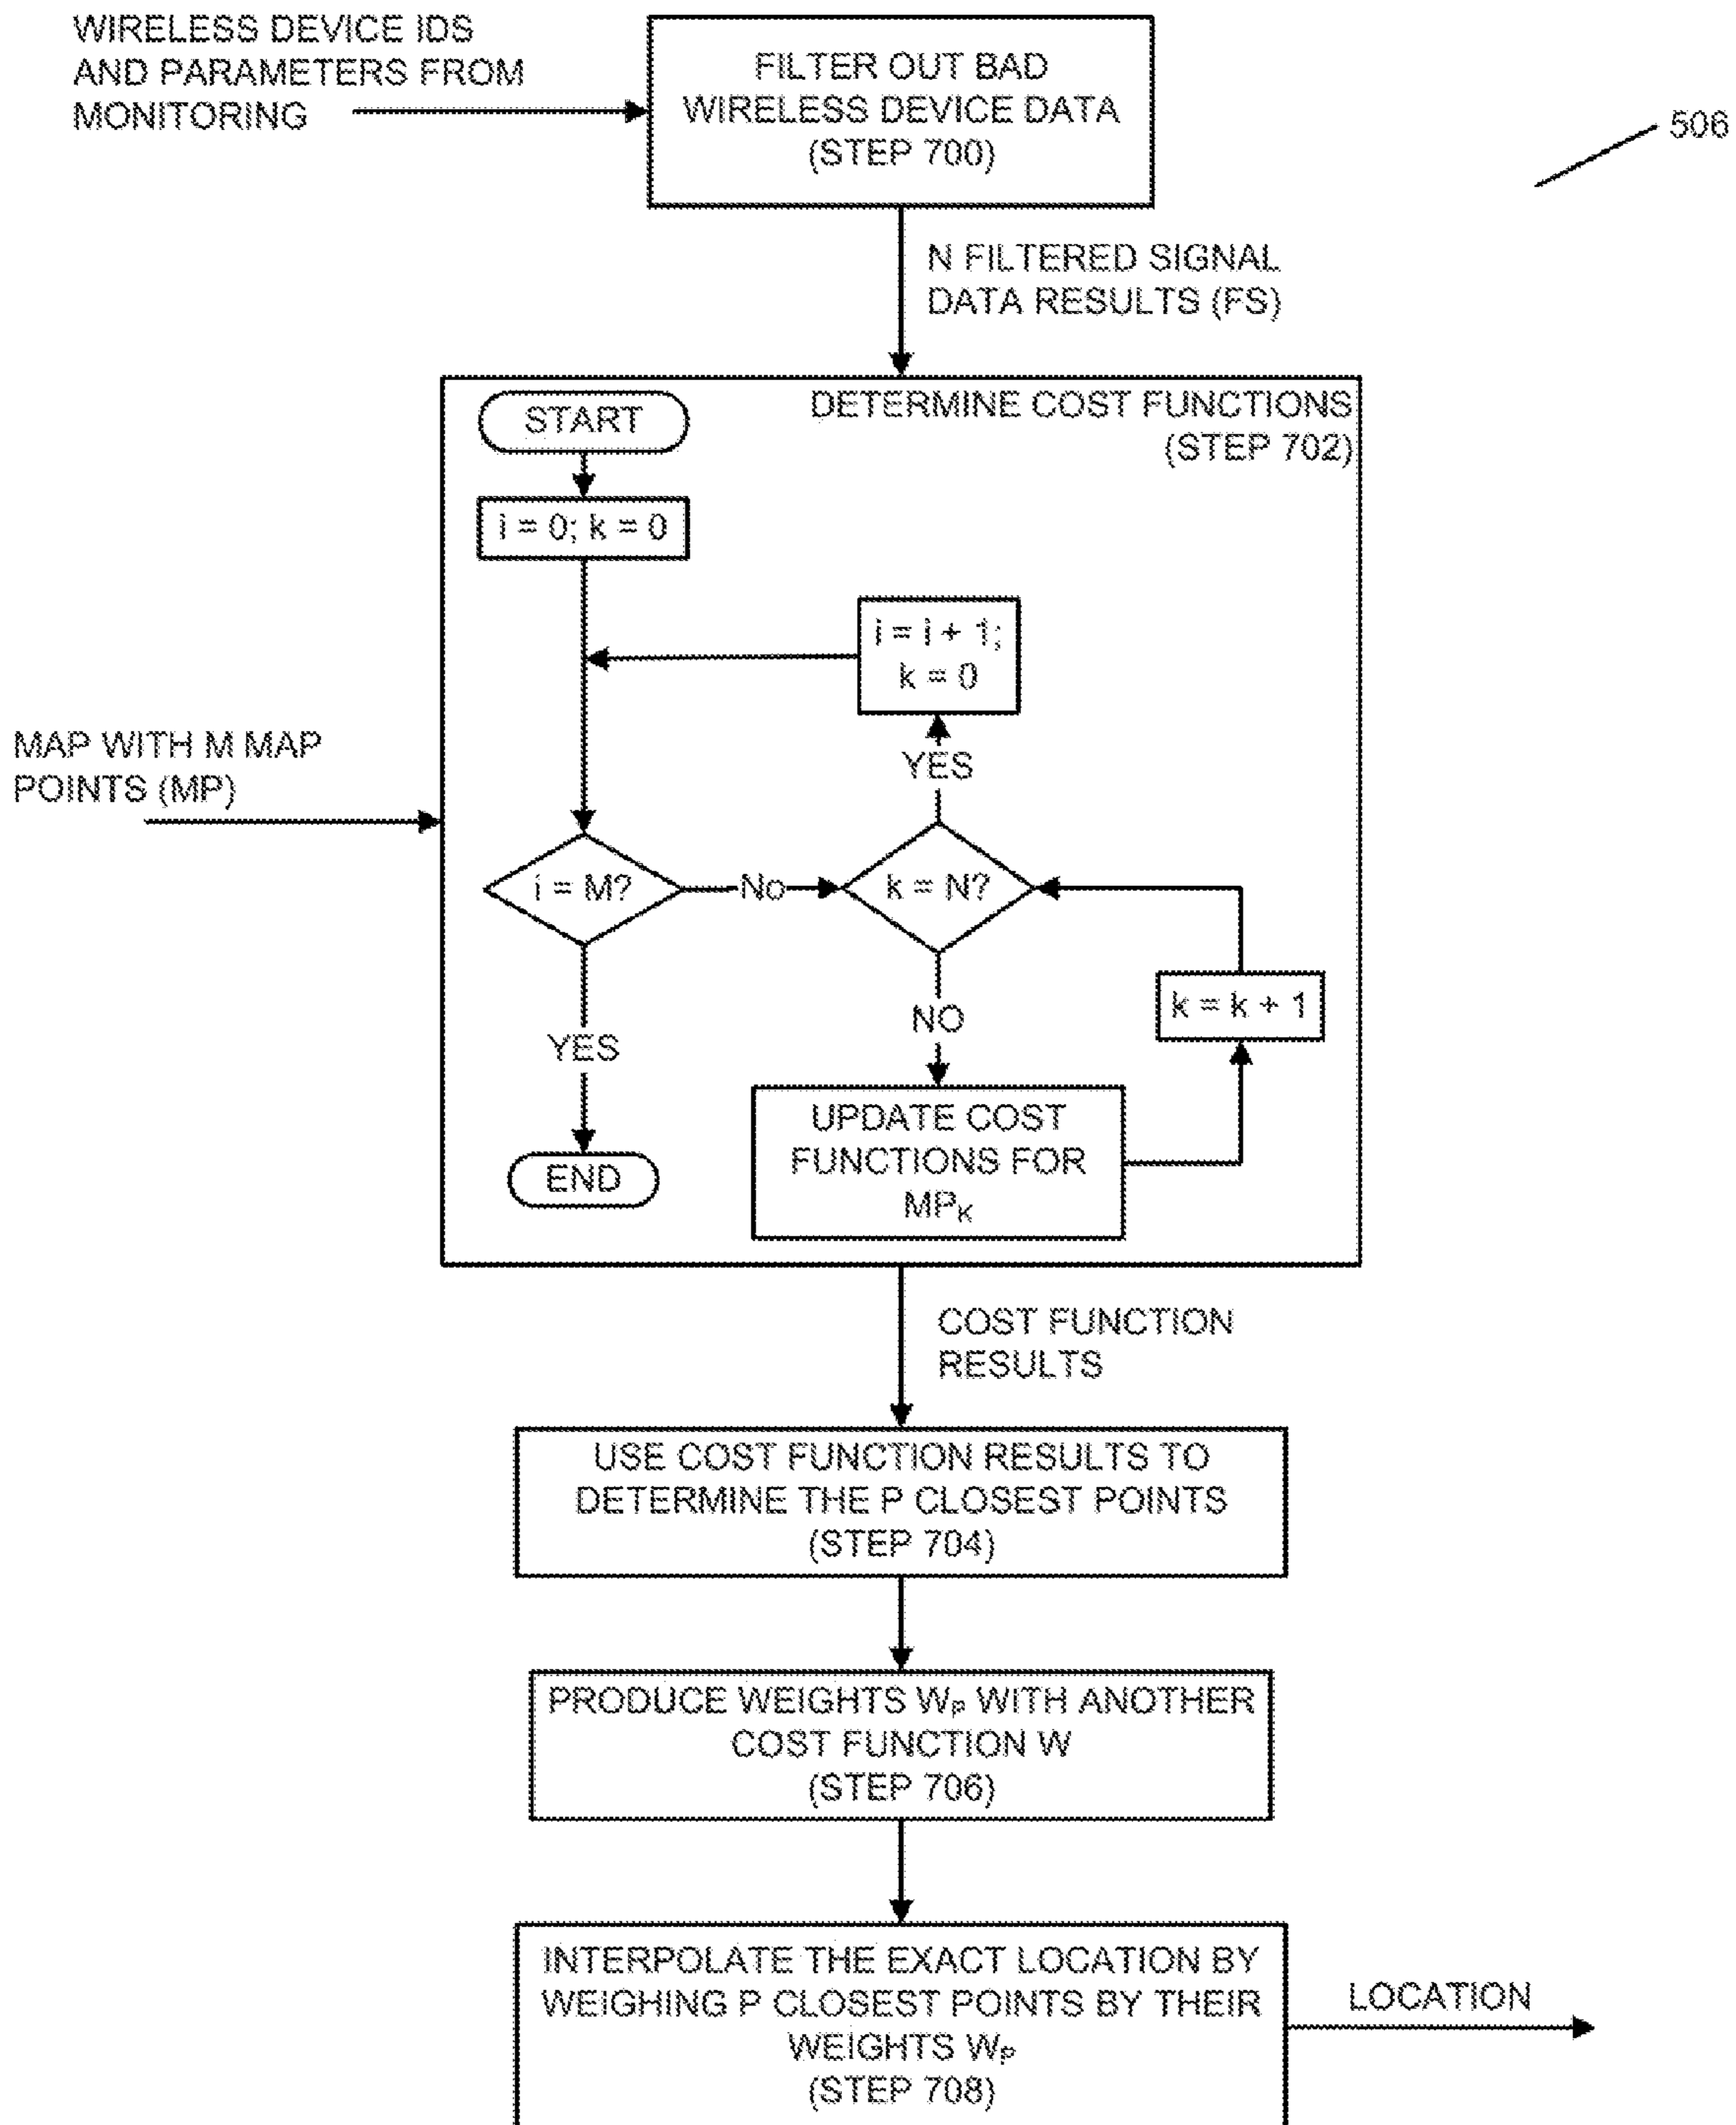 WIRELESS DEVICE IDS
AND PARAMETERS FROM
MONITORING
FILTER OUT BAD
WIRELESS DEVICE DATA
(STEP 700)
506
N FILTERED SIGNAL
DATA RESULTS (FS)
DETERMINE COST FUNCTIONS
(STEP 702)
START
i = 0; k = 0
i = i + 1;
k = 0
MAP WITH M MAP
POINTS (MP)
YES
i = M?
No
k = N?
k = k + 1
NO
YES
UPDATE COST
FUNCTIONS FOR
MPK
END
COST FUNCTION
RESULTS
USE COST FUNCTION RESULTS TO
DETERMINE THE P CLOSEST POINTS
(STEP 704)
PRODUCE WEIGHTS WP WITH ANOTHER
COST FUNCTION W
(STEP 706)
INTERPOLATE THE EXACT LOCATION BY
WEIGHING P CLOSEST POINTS BY THEIR
WEIGHTS WP
(STEP 708)
LOCATION